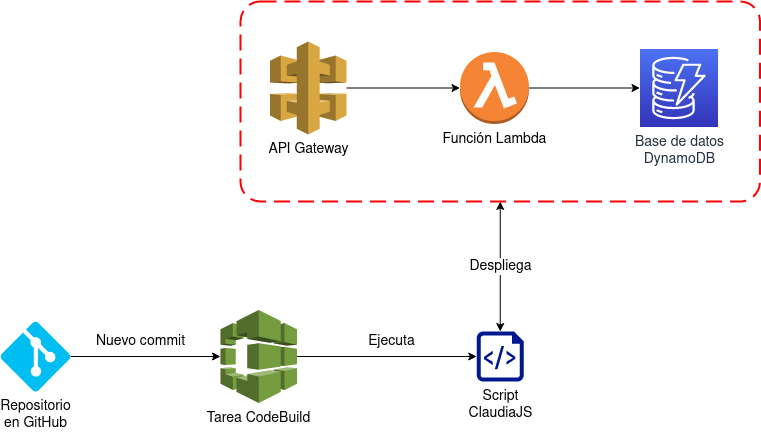 API Gateway
Función Lambda
Base de datos
DynamoDB
Despliega
Nuevo commit
Ejecuta
Repositorio
en GitHub
Tarea CodeBuild
Script
ClaudiaJS